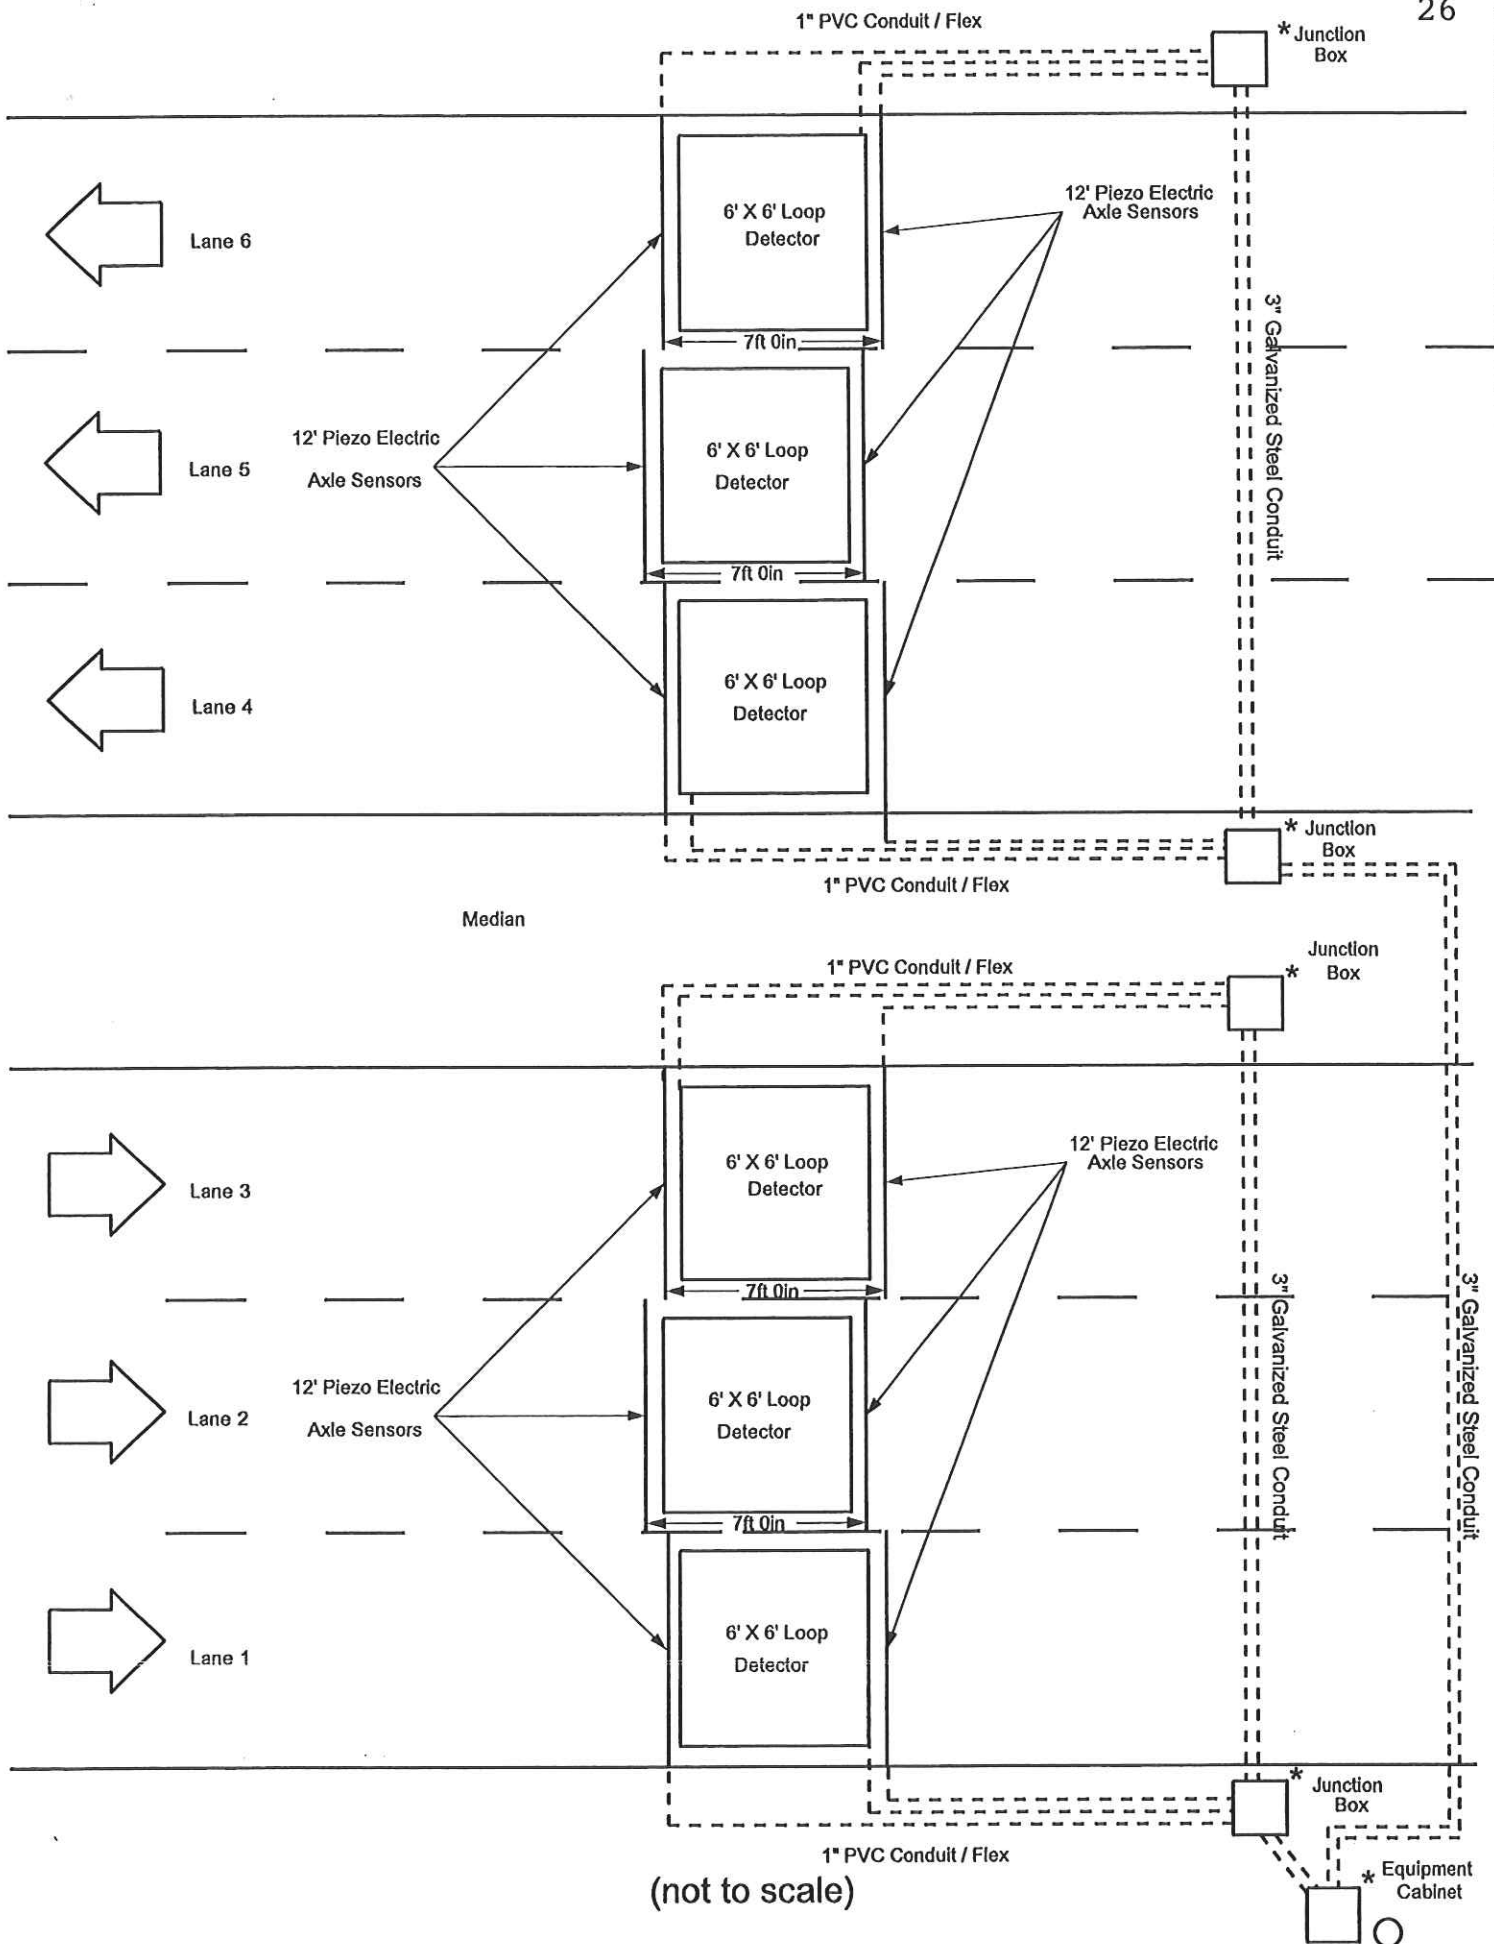 26
1" PVC Conduit / Flex
* Junction
Box
12' Piezo Electric
Axle Sensors
6' X 6' Loop
Detector
Lane 6
7ft 0in
3" Galvanized Steel Conduit
12' Piezo Electric
Axle Sensors
6' X 6' Loop
Detector
Lane 5
7ft 0in
6' X 6' Loop
Detector
Lane 4
* Junction
Box
1" PVC Conduit / Flex
Median
Junction
* Box
1" PVC Conduit / Flex
12' Piezo Electric
Axle Sensors
6' X 6' Loop
Detector
Lane 3
7ft 0in
3" Galvanized Steel Conduit
3" Galvanized Steel Conduit
12' Piezo Electric
Axle Sensors
6' X 6' Loop
Detector
Lane 2
7ft 0in
6' X 6' Loop
Detector
Lane 1
* Junction
Box
1" PVC Conduit / Flex
* Equipment
Cabinet
(not to scale)